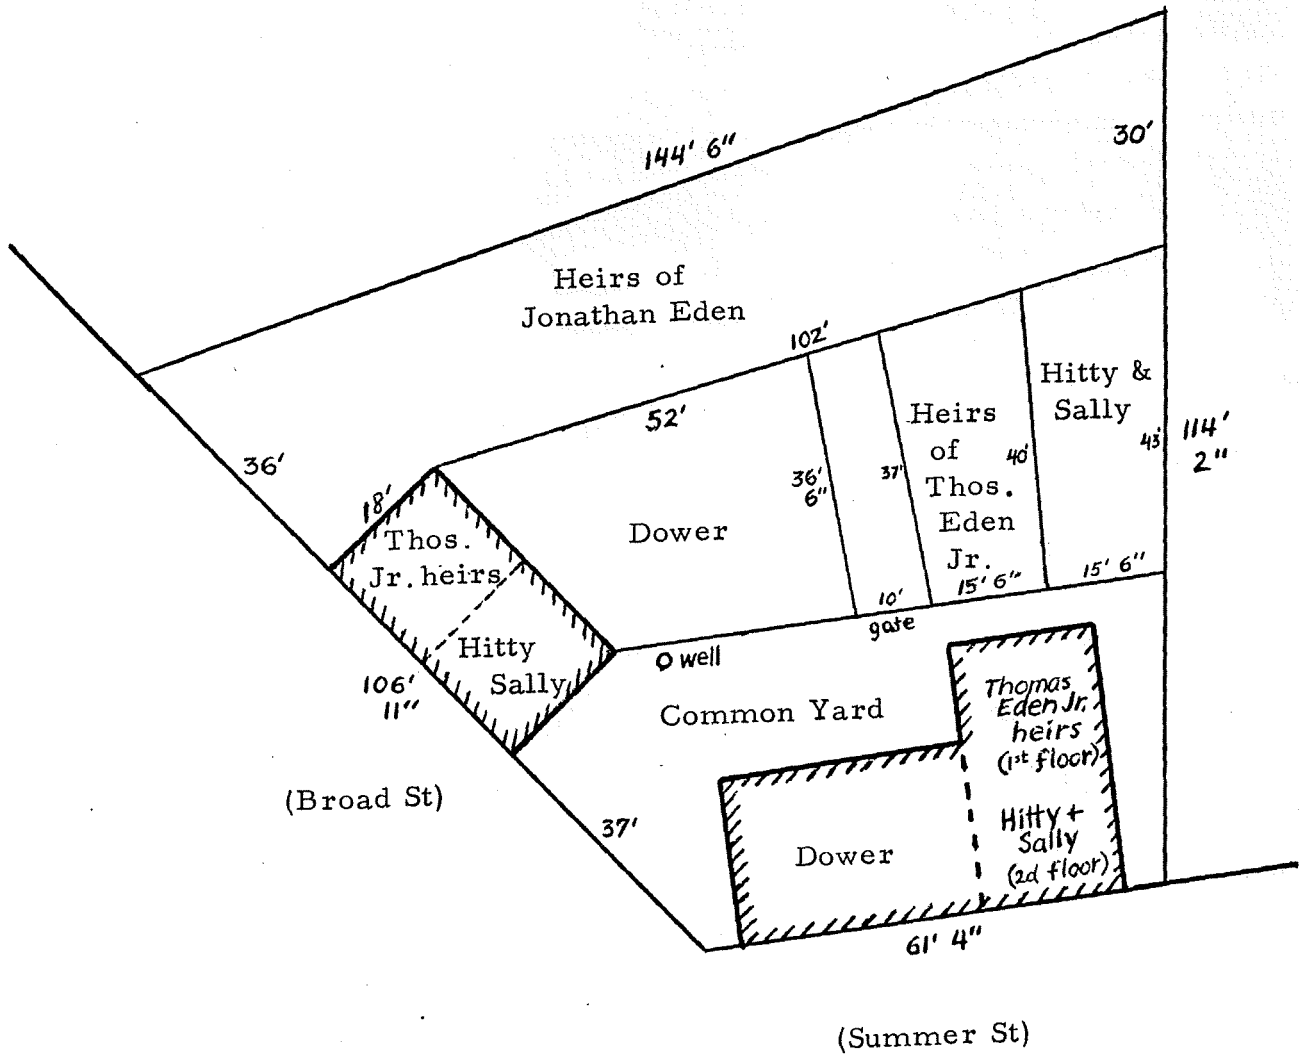 144' 6"
30'
Heirs of
Jonathan Eden
102'
52'
36'
18'
Thos.
Jr. heirs
Hitty
Sally
106'
11"
Dower
36'
6"
37'
Heirs
of
Thos.
Eden
Jr.
40'
Hitty &
Sally
43'
114'
2"
10'
15' 6"
15' 6"
gate
well
Common Yard
Thomas
Eden Jr.
heirs
(1st floor)
Hitty +
Sally
(2d floor)
Dower
(Broad St)
37'
61' 4"
(Summer St)